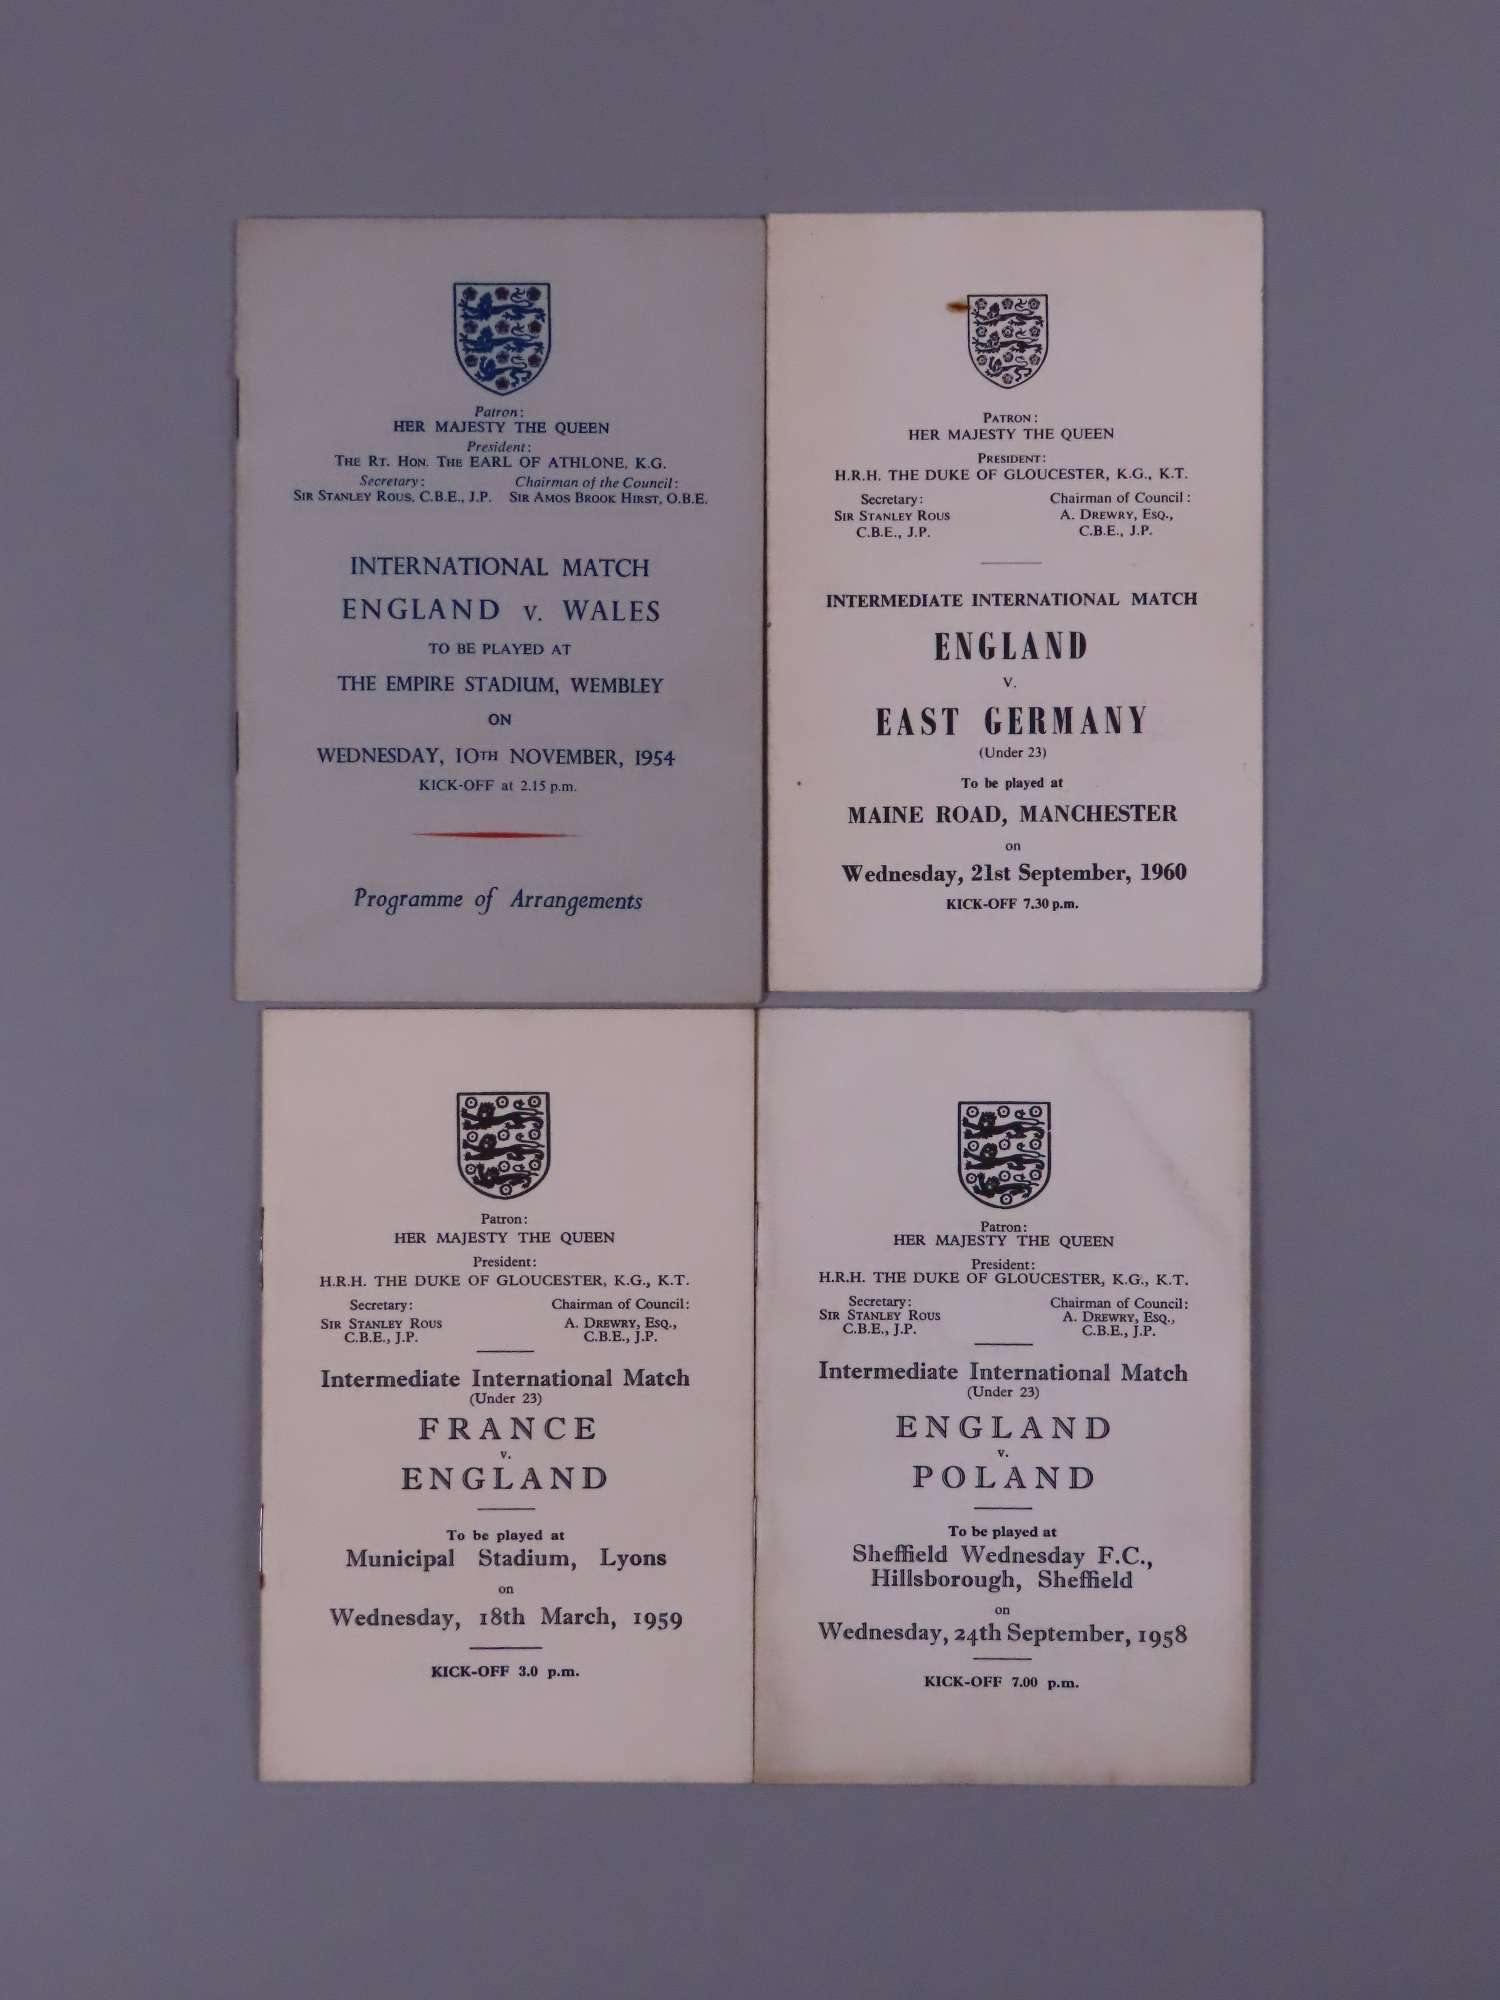 Patron:
HER MAJESTY THE QUEEN
President:
THE RT. HON. THE EARL OF ATHLONE, K.G.
Secretary: Chairman of the Council:
SIR STANLEY ROUS, C.B.E., J.P. SIR AMOS BROOK HIRST, O.B.E.
INTERNATIONAL MATCH
ENGLAND v. WALES
TO BE PLAYED AT
THE EMPIRE STADIUM, WEMBLEY
ON
WEDNESDAY, 10TH NOVEMBER, 1954
KICK-OFF at 2.15 p.m.
Programme of Arrangements
PATRON:
HER MAJESTY THE QUEEN
PRESIDENT:
H.R.H. THE DUKE OF GLOUCESTER, K.G., K.T.
Secretary: Chairman of Council:
SIR STANLEY ROUS A. DREWRY, ESQ.,
C.B.E., J.P. C.B.E., J.P.
INTERMEDIATE INTERNATIONAL MATCH
ENGLAND
V.
EAST GERMANY
(Under 23)
To be played at
MAINE ROAD, MANCHESTER
on
Wednesday, 21st September, 1960
KICK-OFF 7.30 p.m.
Patron:
HER MAJESTY THE QUEEN
President:
H.R.H. THE DUKE OF GLOUCESTER, K.G., K.T.
Secretary: Chairman of Council:
SIR STANLEY ROUS A. DREWRY, ESQ.,
C.B.E., J.P. C.B.E., J.P.
Intermediate International Match
(Under 23)
FRANCE
v.
ENGLAND
To be played at
Municipal Stadium, Lyons
on
Wednesday, 18th March, 1959
KICK-OFF 3.0 p.m.
Patron:
HER MAJESTY THE QUEEN
President:
H.R.H. THE DUKE OF GLOUCESTER, K.G., K.T.
Secretary: Chairman of Council:
SIR STANLEY ROUS A. DREWRY, ESQ.,
C.B.E., J.P. C.B.E., J.P.
Intermediate International Match
(Under 23)
ENGLAND
v.
POLAND
To be played at
Sheffield Wednesday F.C.,
Hillsborough, Sheffield
on
Wednesday, 24th September, 1958
KICK-OFF 7.00 p.m.